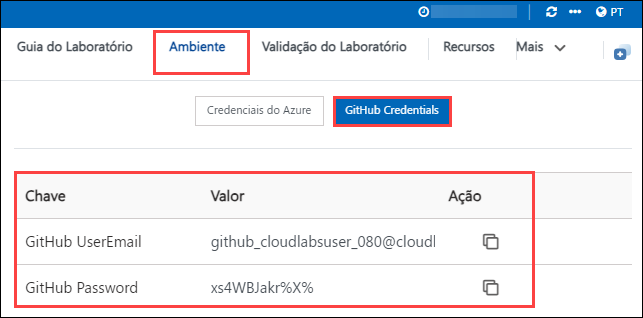 PT
Guia do Laboratório Ambiente Validação do Laboratório Recursos Mais
Credenciais do Azure GitHub Credentials
Chave Valor Ação
GitHub UserEmail github_cloudlabsuser_080@cloudl
GitHub Password xs4WBJakr%X%